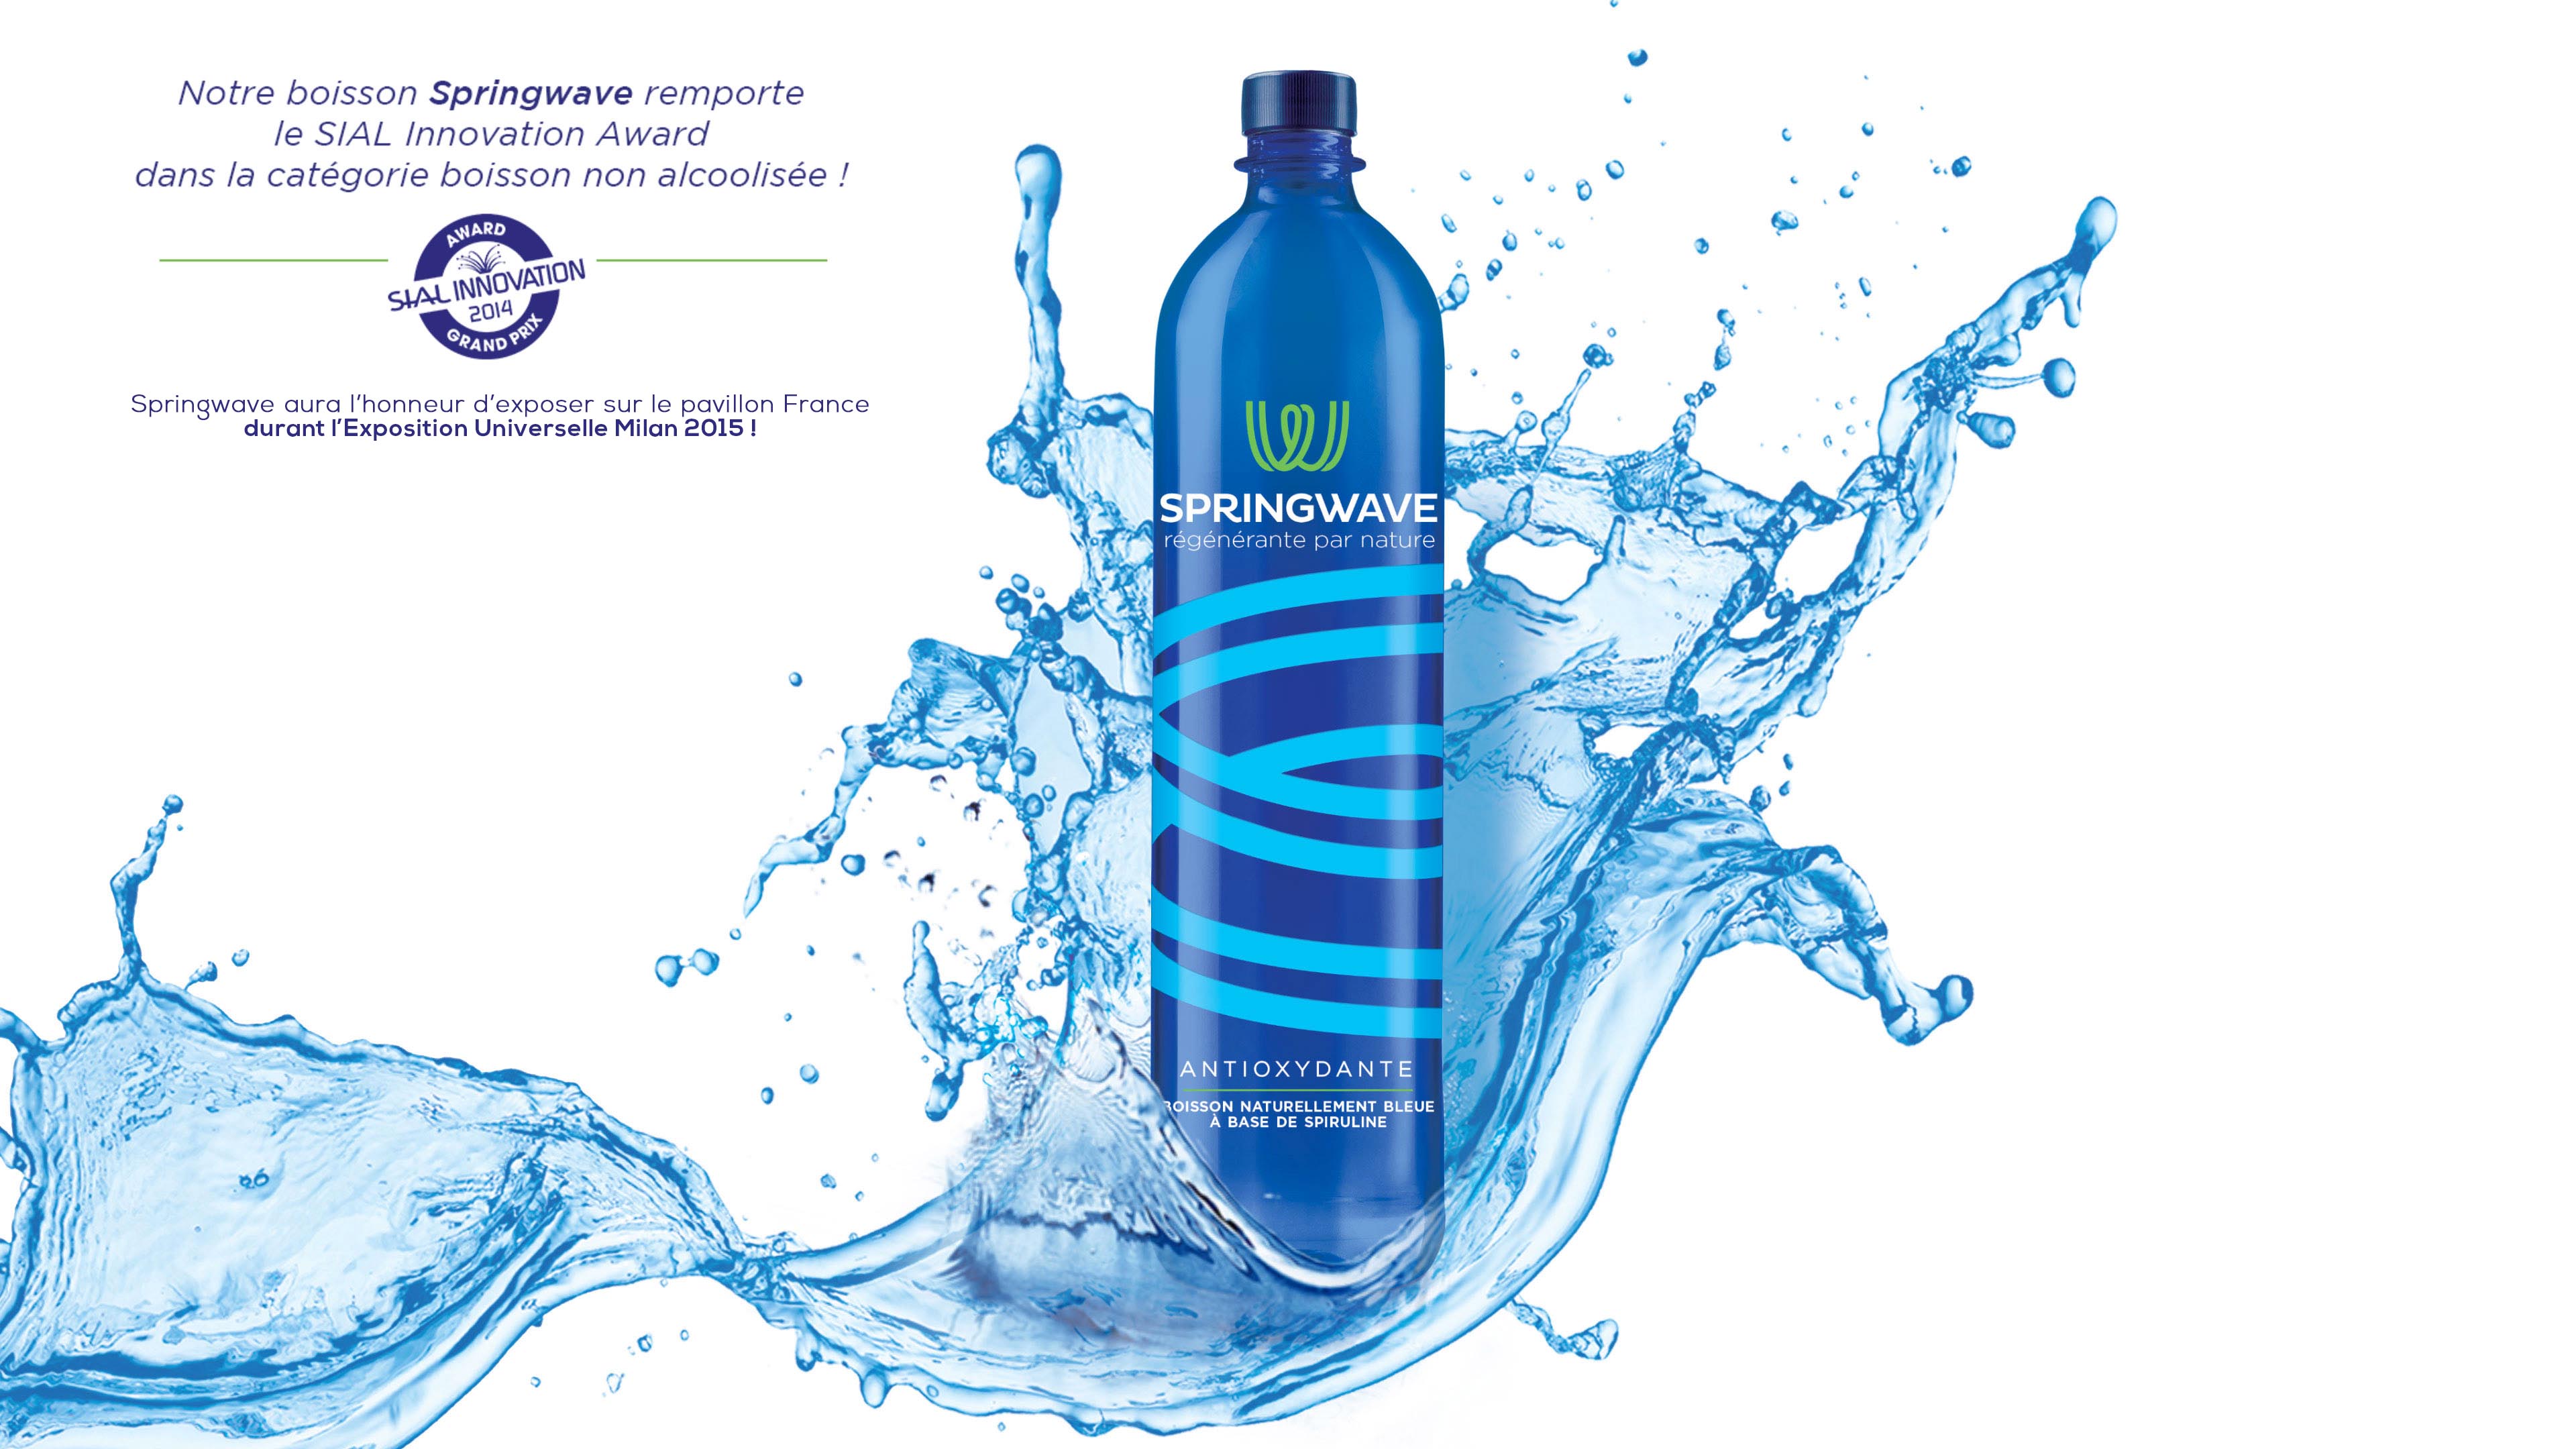 Notre boisson Springwave remporte
le SIAL Innovation Award
dans la catégorie boisson non alcoolisée !
AWARD
SIAL INNOVATION
2014
GRAND PRIX
Springwave aura l'honneur d'exposer sur le pavillon France
durant l'Exposition Universelle Milan 2015 !
SPRINGWAVE
régénérante par nature
ANTIOXYDANTE
BOISSON NATURELLEMENT BLEUE
À BASE DE SPIRULINE